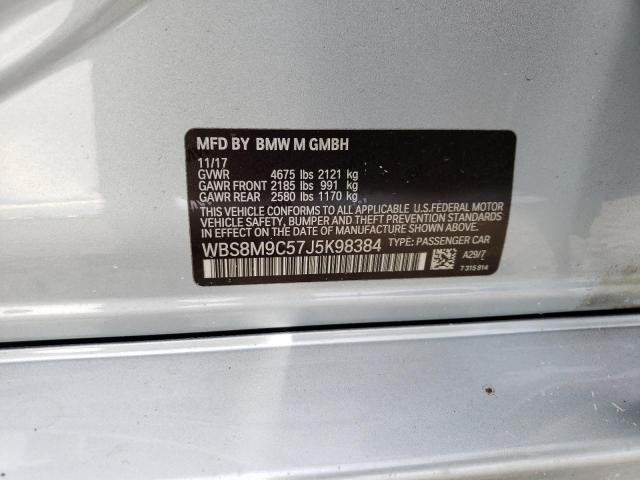 MFD BY BMW M GMBH
11/17
GVWR 4675 lbs 2121 kg
GAWR FRONT 2185 lbs 991 kg
GAWR REAR 2580 lbs 1170 kg
THIS VEHICLE CONFORMS TO ALL APPLICABLE U.S.FEDERAL MOTOR
VEHICLE SAFETY, BUMPER AND THEFT PREVENTION STANDARDS IN
EFFECT ON THE DATE OF MANUFACTURE SHOWN ABOVE.
WBS8M9C57J5K98384 TYPE: PASSENGER CAR
A29/7
7 315 814